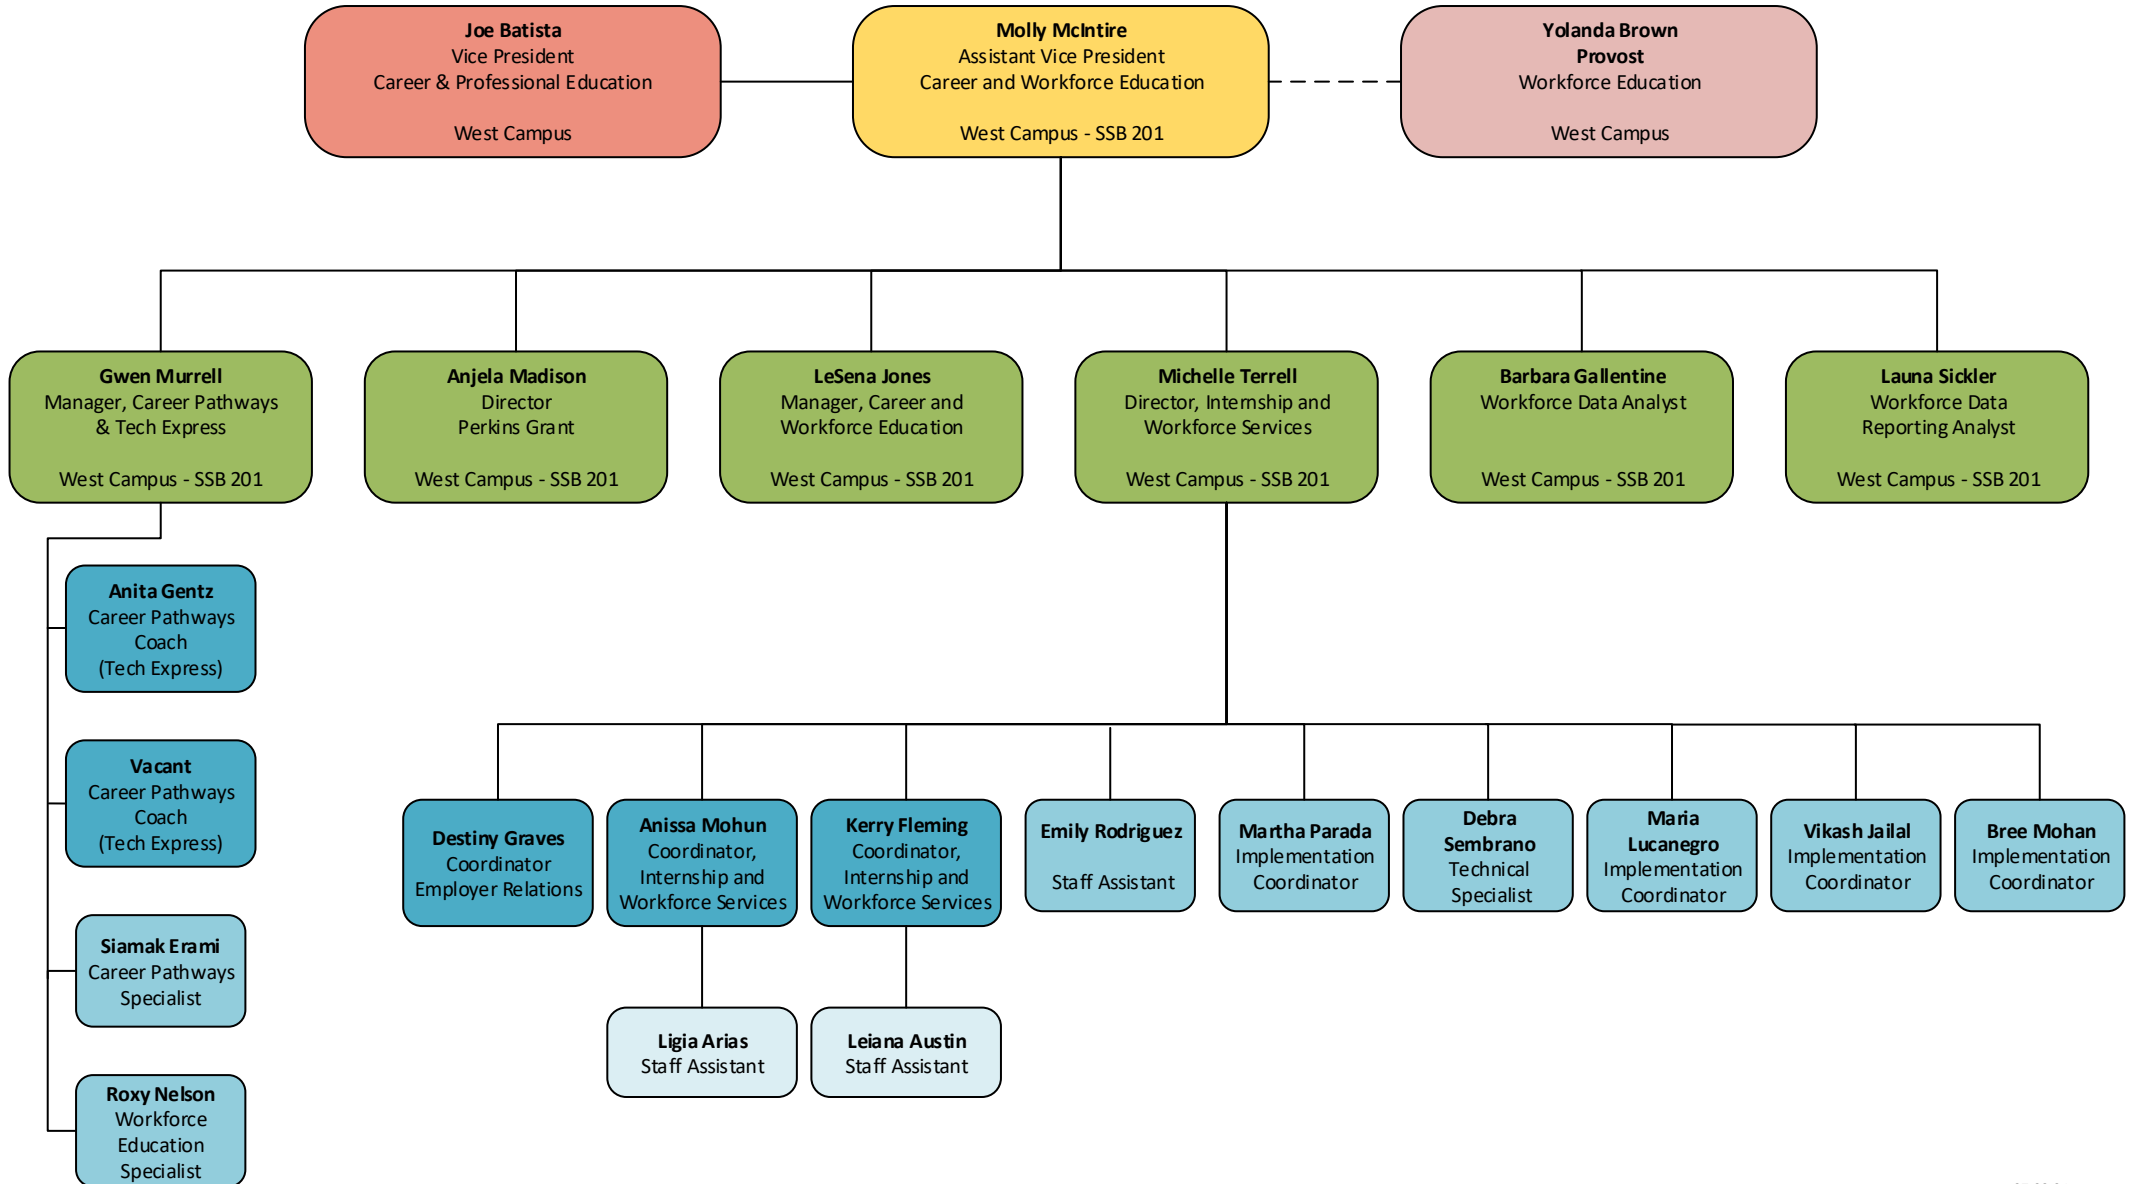 Joe Batista
Vice President
Career & Professional Education
West Campus
Molly McIntire
Assistant Vice President
Career and Workforce Education
West Campus - SSB 201
Yolanda Brown
Provost
Workforce Education
West Campus
Gwen Murrell
Manager, Career Pathways
& Tech Express
West Campus - SSB 201
Anjela Madison
Director
Perkins Grant
West Campus - SSB 201
LeSena Jones
Manager, Career and
Workforce Education
West Campus - SSB 201
Michelle Terrell
Director, Internship and
Workforce Services
West Campus - SSB 201
Barbara Gallentine
Workforce Data Analyst
West Campus - SSB 201
Launa Sickler
Workforce Data
Reporting Analyst
West Campus - SSB 201
Anita Gentz
Career Pathways
Coach
(Tech Express)
Vacant
Career Pathways
Coach
(Tech Express)
Siamak Erami
Career Pathways
Specialist
Roxy Nelson
Workforce
Education
Specialist
Destiny Graves
Coordinator
Employer Relations
Anissa Mohun
Coordinator,
Internship and
Workforce Services
Kerry Fleming
Coordinator,
Internship and
Workforce Services
Emily Rodriguez
Staff Assistant
Martha Parada
Implementation
Coordinator
Debra
Sembrano
Technical
Specialist
Maria
Lucanegro
Implementation
Coordinator
Vikash Jailal
Implementation
Coordinator
Bree Mohan
Implementation
Coordinator
Ligia Arias
Staff Assistant
Leiana Austin
Staff Assistant